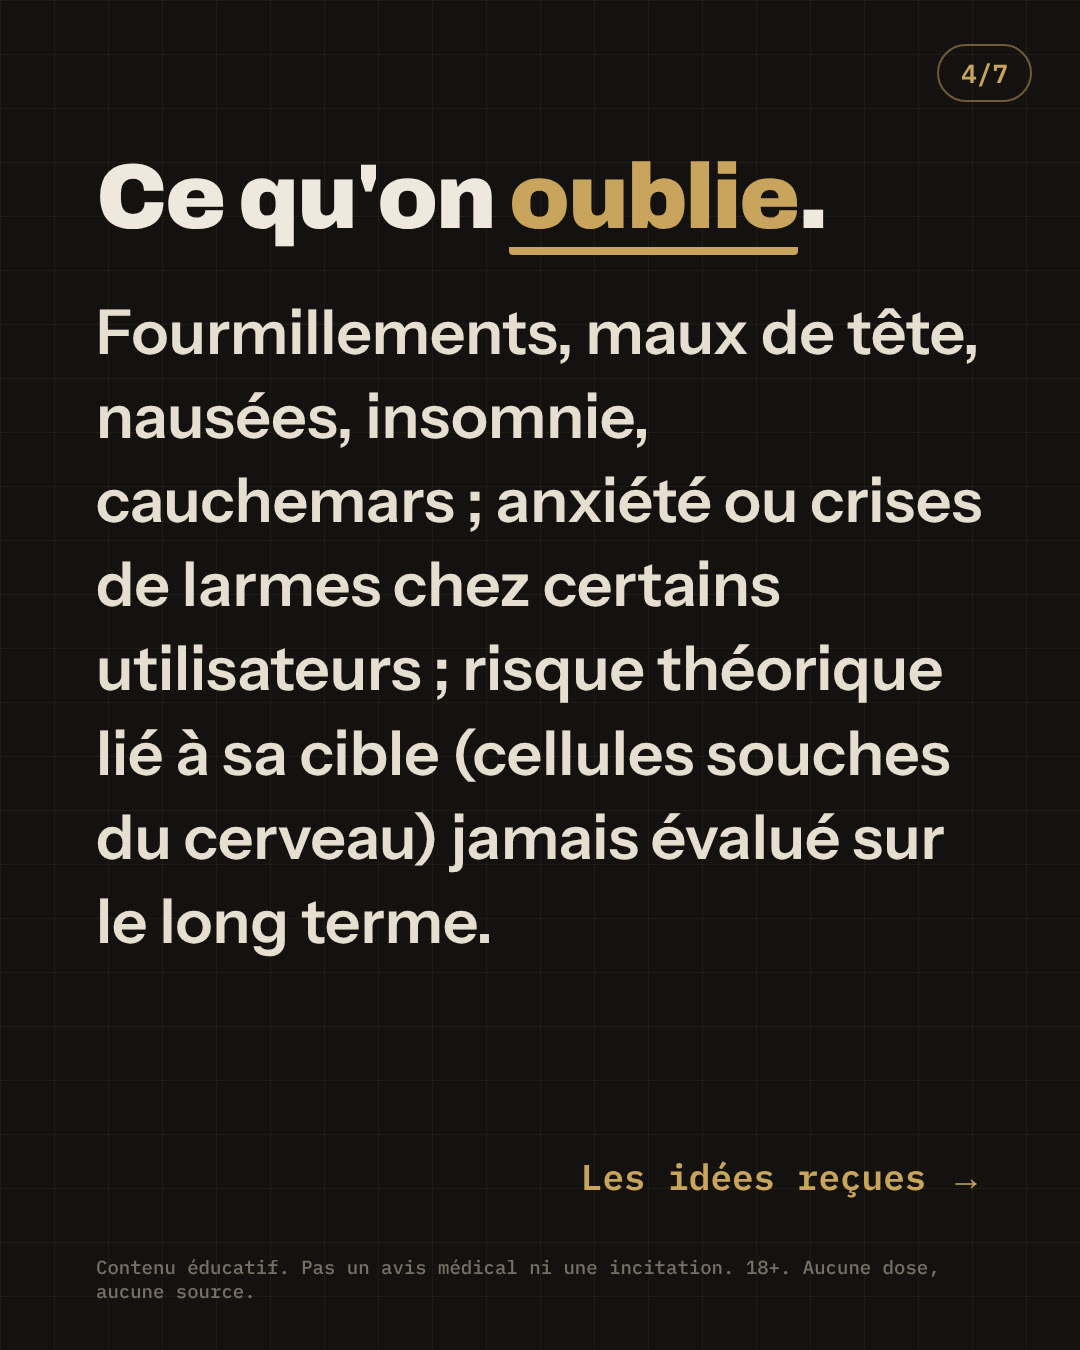 4/7
Ce qu'on oublie.
Fourmillements, maux de tête,
nausées, insomnie,
cauchemars ; anxiété ou crises
de larmes chez certains
utilisateurs ; risque théorique
lié à sa cible (cellules souches
du cerveau) jamais évalué sur
le long terme.
Les idées reçues →
Contenu éducatif. Pas un avis médical ni une incitation. 18+. Aucune dose,
aucune source.